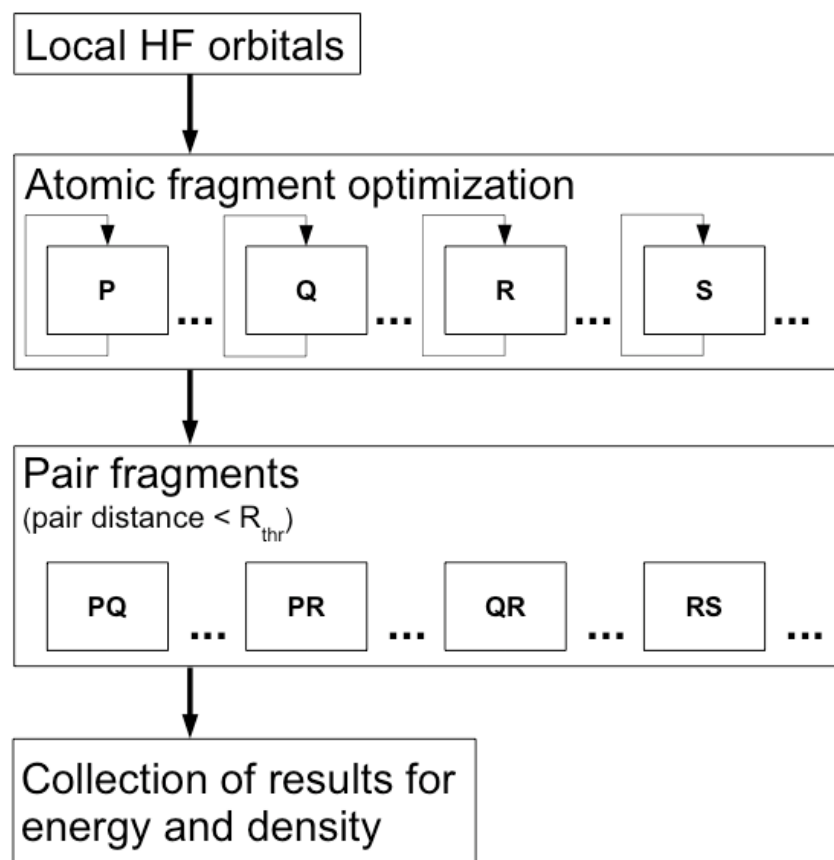 Local HF orbitals
Atomic fragment optimization
P ... Q ... R ... S ...
Pair fragments
(pair distance < R_thr)
PQ ... PR ... QR ... RS ...
Collection of results for
energy and density